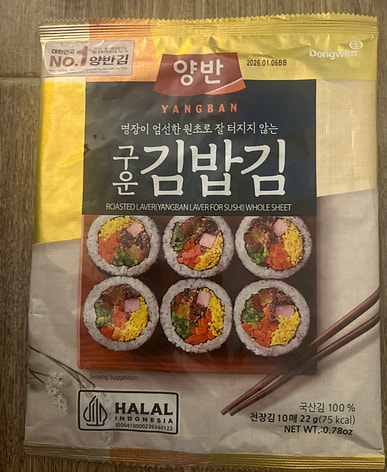 대한민국
NO.1 양반김
DongWon
양반
2026.01.06BB
YANGBAN
명장이 엄선한 원초로 잘 터지지 않는
구운 김밥김
ROASTED LAVER(YANGBAN LAVER FOR SUSHI) WHOLE SHEET
Serving Suggestion
HALAL
INDONESIA
ID00410000276340122
국산김 100 %
전장김 10매 22 g (75 kcal)
NET WT.:0.78oz